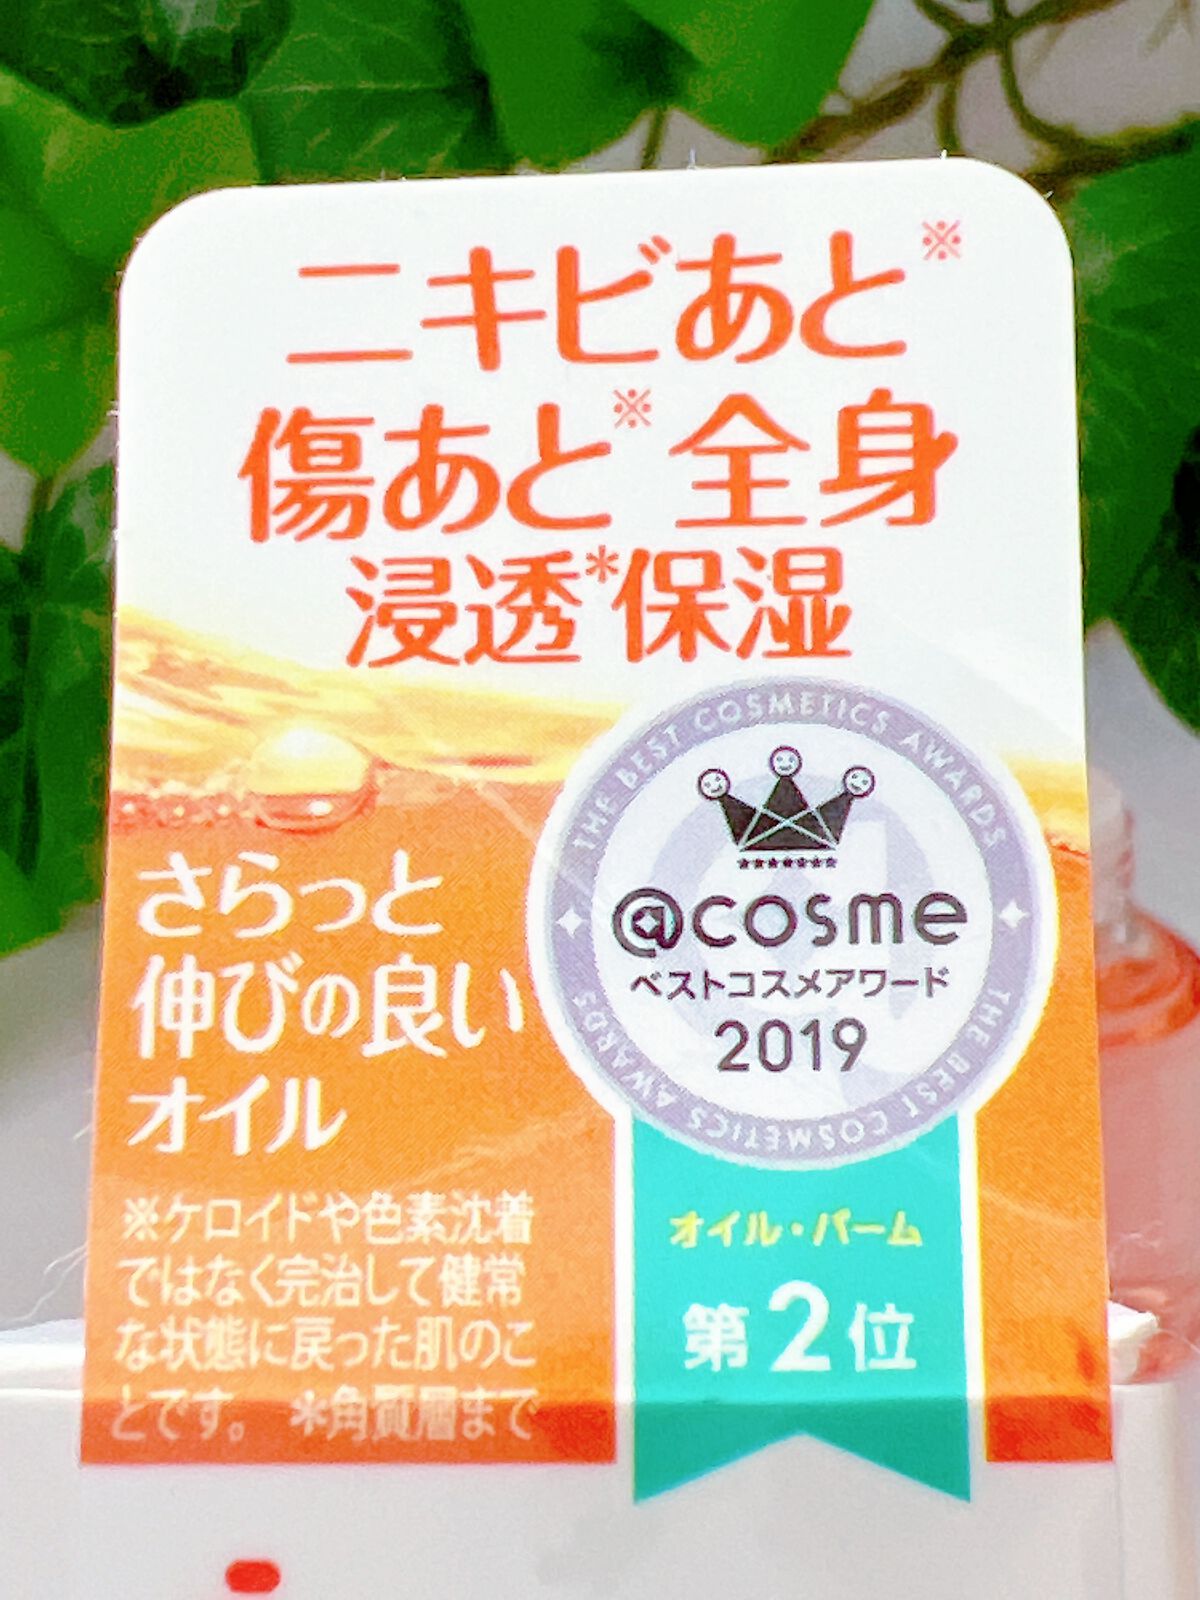 ニキビあと※
傷あと※ 全身
浸透*保湿
THE BEST COSMETICS AWARDS
@cosme
ベストコスメアワード
2019
THE BEST COSMETICS AWARDS
さらっと
伸びの良い
オイル
※ケロイドや色素沈着
ではなく完治して健常
な状態に戻った肌のこ
とです。 *角質層まで
オイル・バーム
第2位